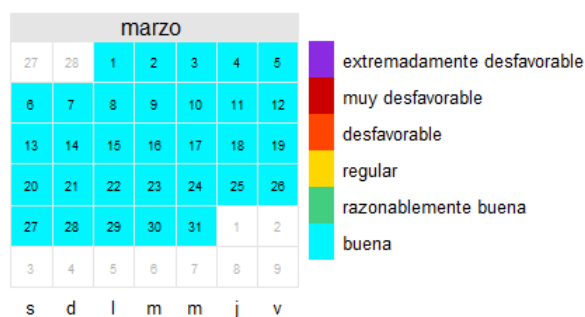 marzo
27 28 1 2 3 4 5
6 7 8 9 10 11 12
13 14 15 16 17 18 19
20 21 22 23 24 25 26
27 28 29 30 31 1 2
3 4 5 6 7 8 9
s d l m m j v
extremadamente desfavorable
muy desfavorable
desfavorable
regular
razonablemente buena
buena